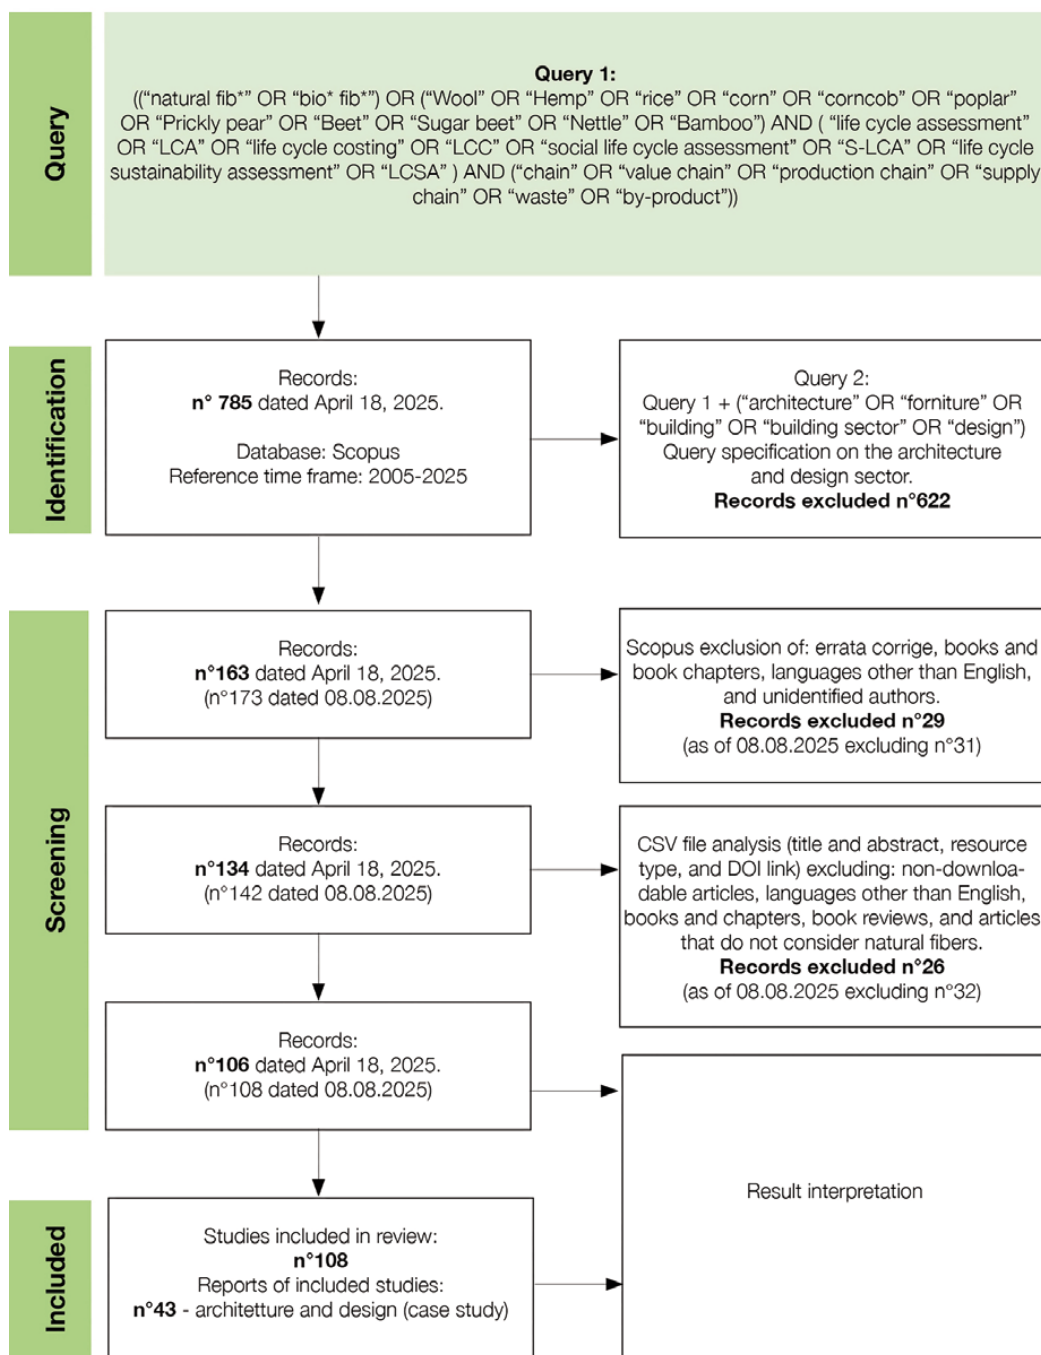 Query
Query 1:
((“natural fib*” OR “bio* fib*”) OR (“Wool” OR “Hemp” OR “rice” OR “corn” OR “corncob” OR “poplar”
OR “Prickly pear” OR “Beet” OR “Sugar beet” OR “Nettle” OR “Bamboo”) AND ( “life cycle assessment”
OR “LCA” OR “life cycle costing” OR “LCC” OR “social life cycle assessment” OR “S-LCA” OR “life cycle
sustainability assessment” OR “LCSA” ) AND (“chain” OR “value chain” OR “production chain” OR “supply
chain” OR “waste” OR “by-product”))
Identification
Records:
n° 785 dated April 18, 2025.
Database: Scopus
Reference time frame: 2005-2025
Query 2:
Query 1 + (“architecture” OR “forniture” OR
“building” OR “building sector” OR “design”)
Query specification on the architecture
and design sector.
Records excluded n°622
Screening
Records:
n°163 dated April 18, 2025.
(n°173 dated 08.08.2025)
Scopus exclusion of: errata corrige, books and
book chapters, languages other than English,
and unidentified authors.
Records excluded n°29
(as of 08.08.2025 excluding n°31)
Records:
n°134 dated April 18, 2025.
(n°142 dated 08.08.2025)
CSV file analysis (title and abstract, resource
type, and DOI link) excluding: non-downloa-
dable articles, languages other than English,
books and chapters, book reviews, and articles
that do not consider natural fibers.
Records excluded n°26
(as of 08.08.2025 excluding n°32)
Records:
n°106 dated April 18, 2025.
(n°108 dated 08.08.2025)
Result interpretation
Included
Studies included in review:
n°108
Reports of included studies:
n°43 - architetture and design (case study)